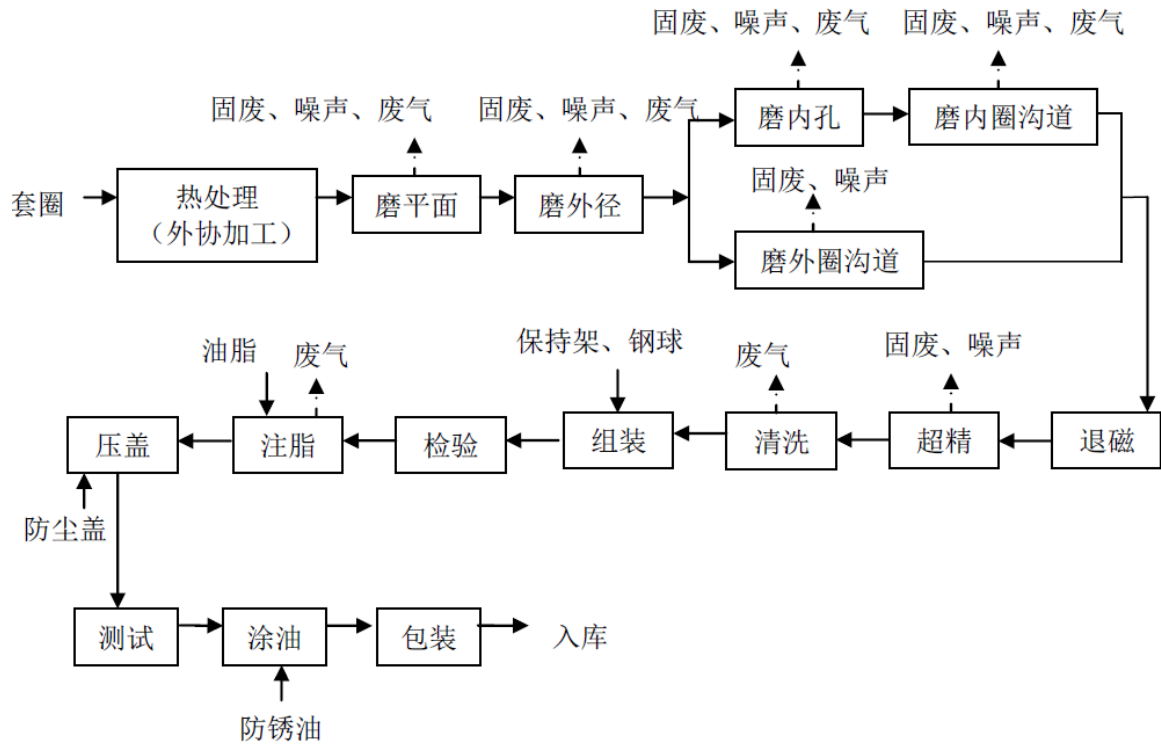 固废、噪声、废气
固废、噪声、废气
固废、噪声、废气
固废、噪声、废气
磨内孔
磨内圈沟道
固废、噪声
套圈
热处理
（外协加工）
磨平面
磨外径
磨外圈沟道
油脂
废气
保持架、钢球
废气
固废、噪声
压盖
注脂
检验
组装
清洗
超精
退磁
防尘盖
测试
涂油
包装
入库
防锈油